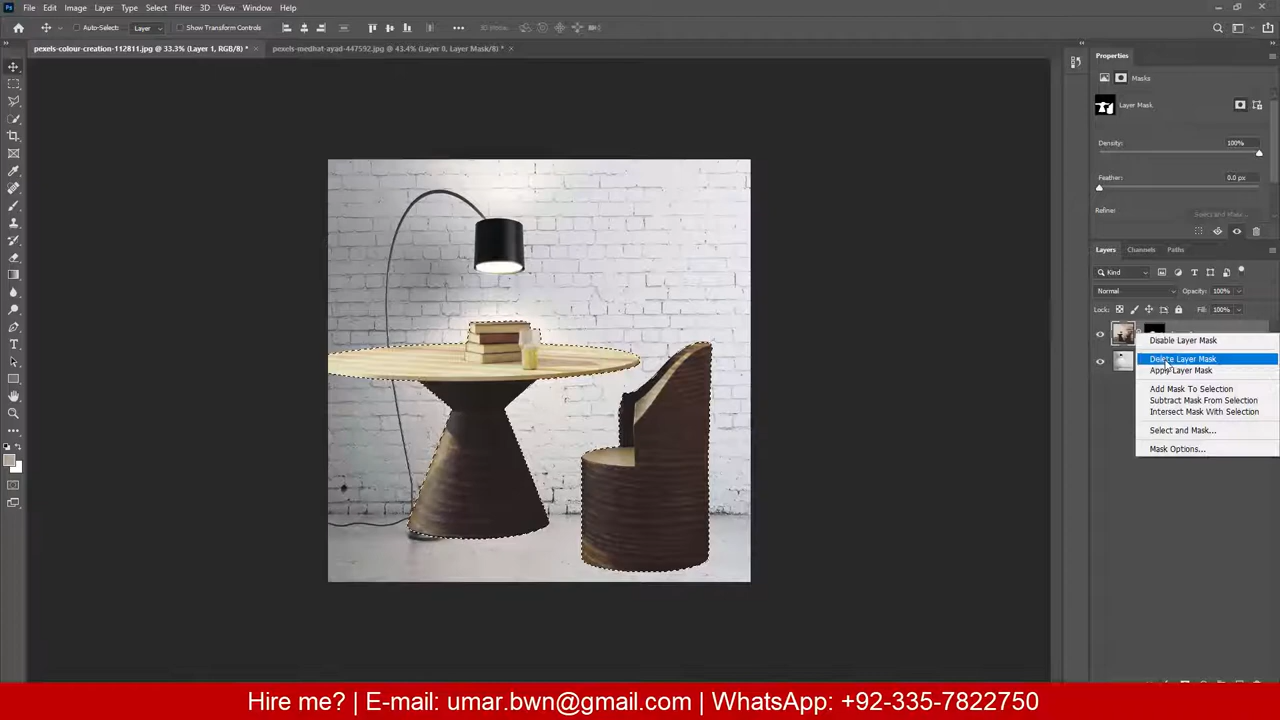 File Edit Image Layer Type Select Filter 3D View Window Help
Auto-Select: Layer Show Transform Controls 3D Mode:
pexels-colour-creation-112811.jpg @ 33.3% (Layer 1, RGB/8) * × pexels-medhat-ayad-447592.jpg @ 43.4% (Layer 0, Layer Mask/8) * ×
Properties
Masks
Layer Mask
Density: 100%
Feather: 0.0 px
Refine:
Select and Mask...
Layers Channels Paths
Kind
Normal Opacity: 100%
Lock: Fill: 100%
Disable Layer Mask
Delete Layer Mask
Apply Layer Mask
Add Mask To Selection
Subtract Mask From Selection
Intersect Mask With Selection
Select and Mask...
Mask Options...
Hire me? | E-mail: umar.bwn@gmail.com | WhatsApp: +92-335-7822750